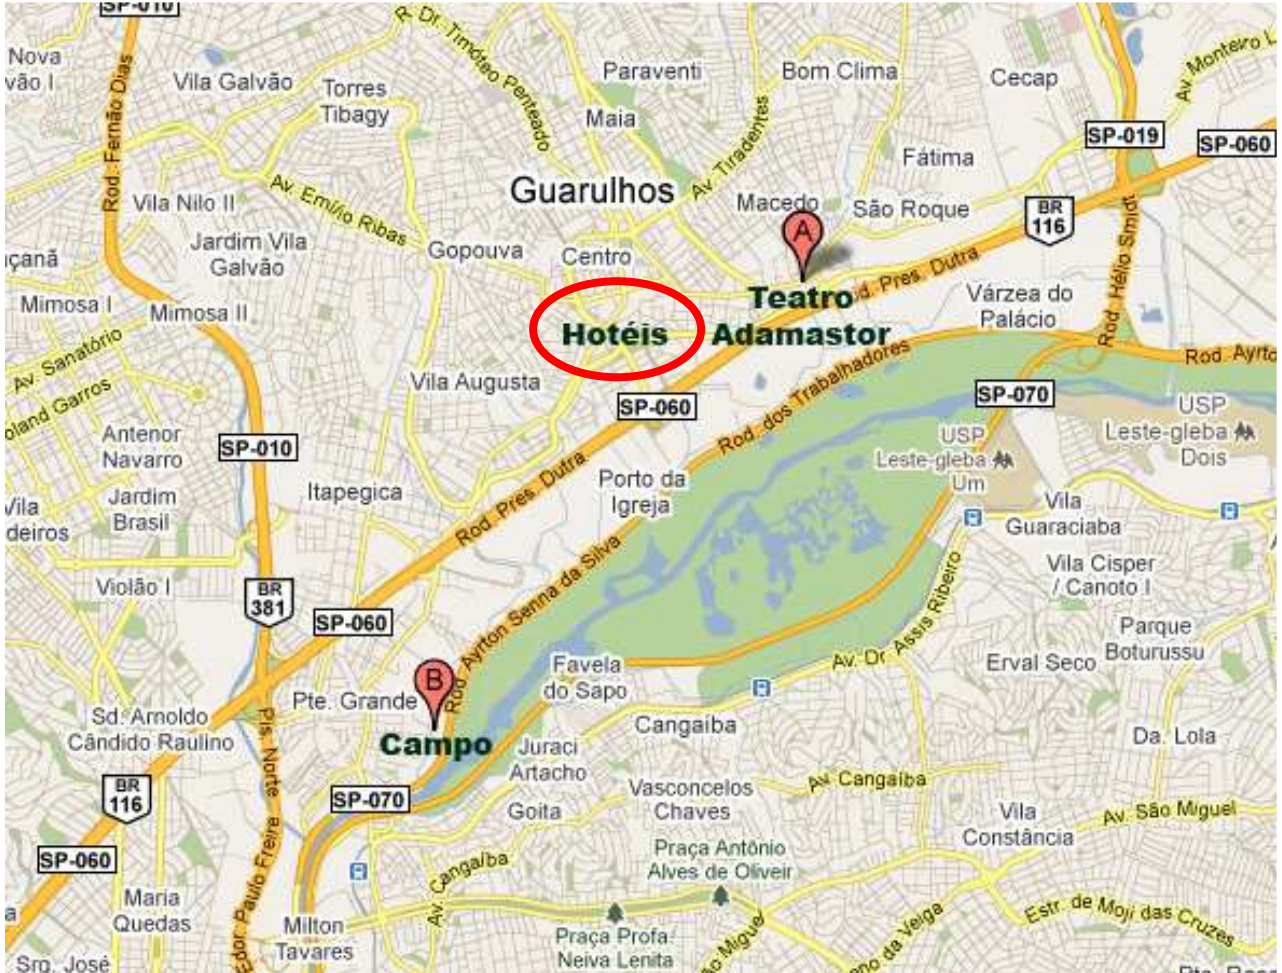 SP-010
R. Dr. Timóteo Penteado
Nova
vão I
Vila Galvão
Torres
Tibagy
Paraventi
Bom Clima
Cecap
Av. Monteiro L
Maia
Rod. Fernão Dias
Av. Tiradentes
SP-019
SP-060
Fátima
Guarulhos
Av. Emílio Ribas
Vila Nilo II
Macedo
São Roque
BR
116
A
Jardim Vila
Galvão
Gopouva
Centro
çanã
Mimosa I
Mimosa II
Teatro
Adamastor
id. Pres. Dutra
Várzea do
Palácio
Rod. Hélio Smidt
Hotéis
Av. Sanatório
oland Garros
Vila Augusta
Rod. dos Trabalhadores
Rod. Ayrto
SP-060
SP-070
USP
Leste-gleba
Dois
Antenor
Navarro
SP-010
USP
Leste-gleba
Um
Jardim
Brasil
Itapegica
Rod. Pres. Dutra
Porto da
Igreja
Vila
Guaraciaba
Vila
deiros
Violão I
BR
381
SP-060
Rod. Ayrton Senna da Silva
Vila Cisper
/ Canoto I
Av. Dr Assis Ribeiro
Parque
Boturussu
Erval Seco
Favela
do Sapo
B
Pte. Grande
Campo
Sd. Arnoldo
Cândido Raulino
Pis. Norte
Cangaíba
Da. Lola
Juraci
Artacho
BR
116
SP-070
Goita
Vasconcelos
Chaves
Av Cangaíba
Vila
Constância
Av. São Miguel
SP-060
Edor Paulo Freire
Av. Cangaíba
Praça Antônio
Alves de Oliveir
Maria
Quedas
Milton
Tavares
Praça Profa.
Neiva Lenita
ão Miguel
eno da Veiga
Estr. de Moji das Cruzes
Srg. José